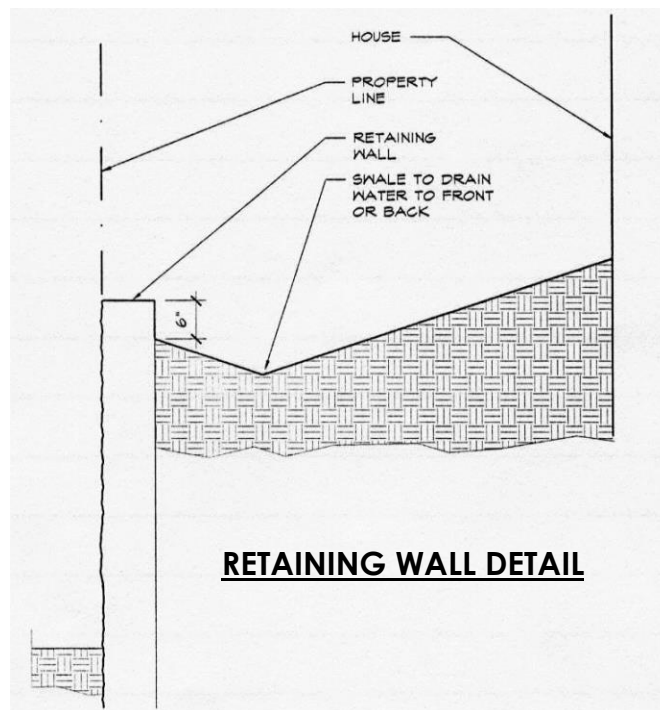 HOUSE
PROPERTY
LINE
RETAINING
WALL
SWALE TO DRAIN
WATER TO FRONT
OR BACK
6"
RETAINING WALL DETAIL